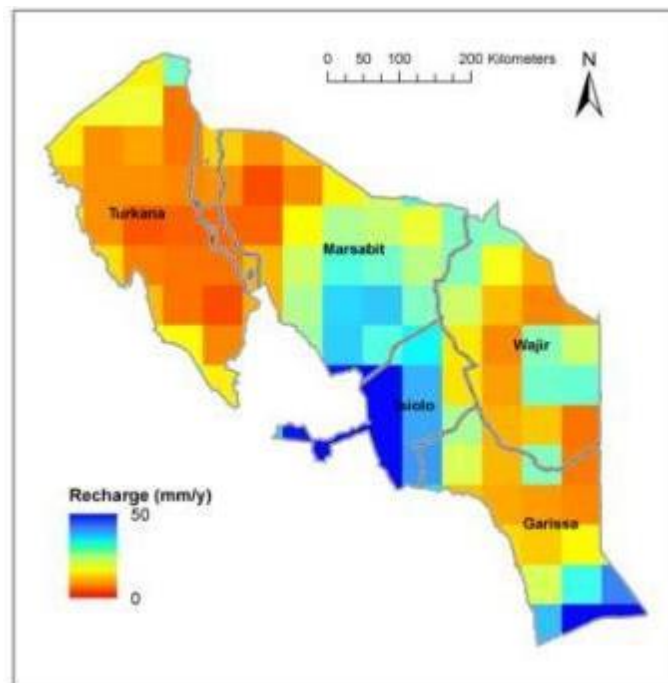 0 50 100 200 Kilometers
N
Turkana
Marsabit
Wajir
Isiolo
Garissa
Recharge (mm/y)
50
0